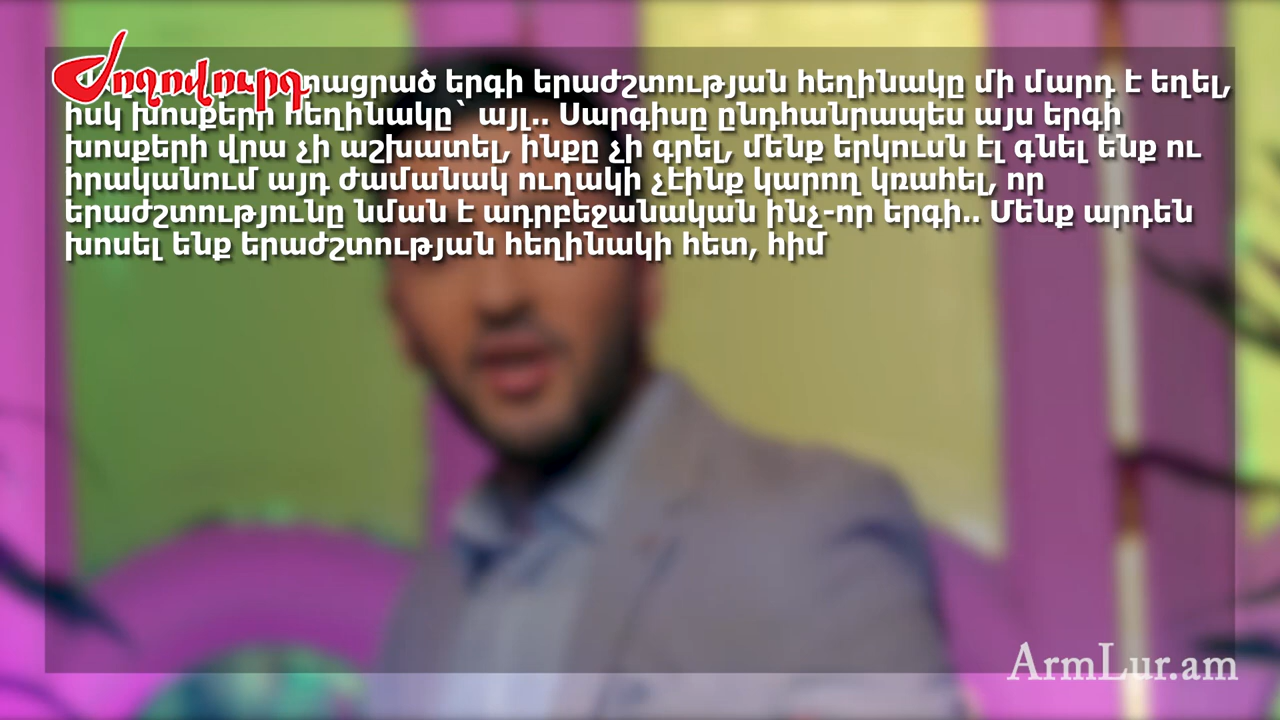 Ժողովուրդ
երգի երաժշտության հեղինակը մի մարդ է եղել,
իսկ խոսքերի հեղինակը` այլ.. Սարգիսը ընդհանրապես այս երգի
խոսքերի վրա չի աշխատել, ինքը չի գրել, մենք երկուսն էլ գնել ենք ու
իրականում այդ ժամանակ ուղակի չէինք կարող կռահել, որ
երաժշտությունը նման է ադրբեջանական ինչ-որ երգի.. Մենք արդեն
խոսել ենք երաժշտության հեղինակի հետ, հիմ
ArmLur.am